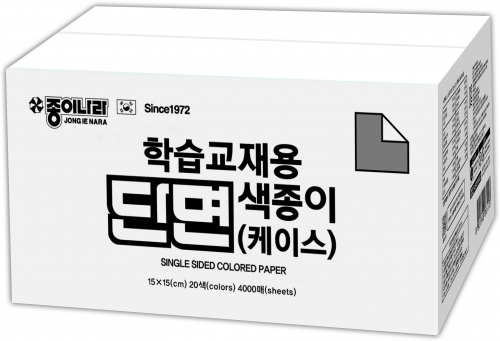 종이나라
JONG IE NARA
Since1972
학습교재용
단면 색종이
(케이스)
SINGLE SIDED COLORED PAPER
15×15(cm) 20색(colors) 4000매(sheets)